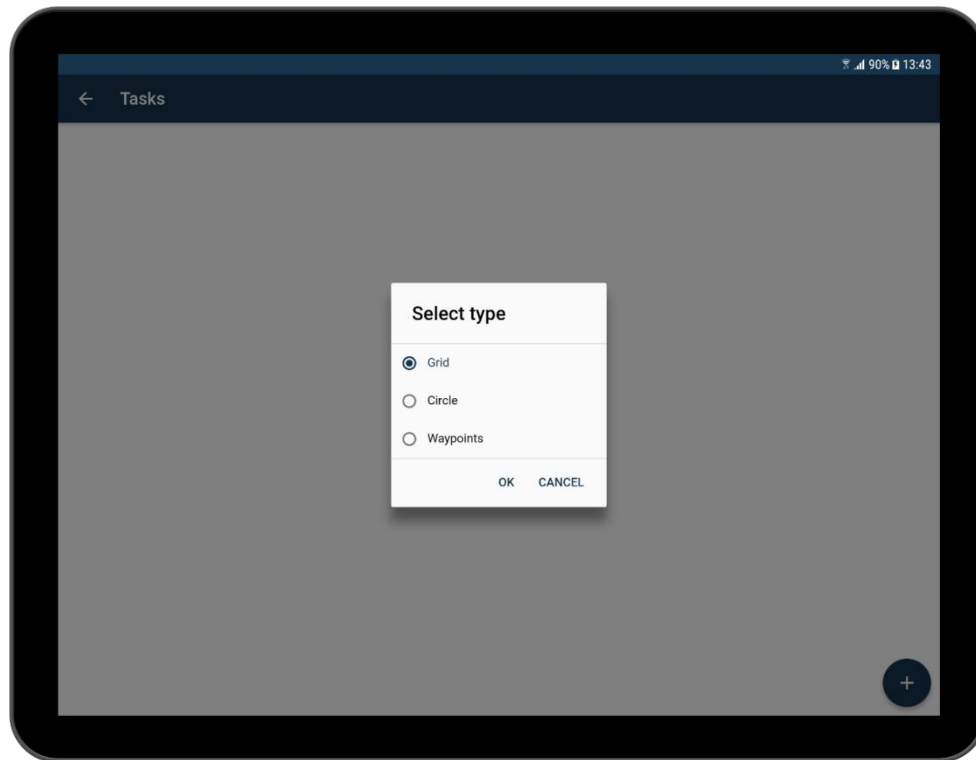 90% 13:43
Tasks
Select type
Grid
Circle
Waypoints
OK CANCEL